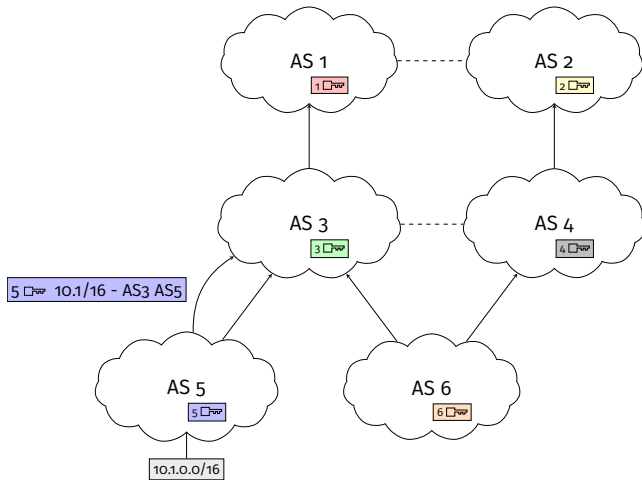 AS 1
1
AS 2
2
AS 3
3
AS 4
4
5 10.1/16 - AS3 AS5
AS 5
5
AS 6
6
10.1.0.0/16